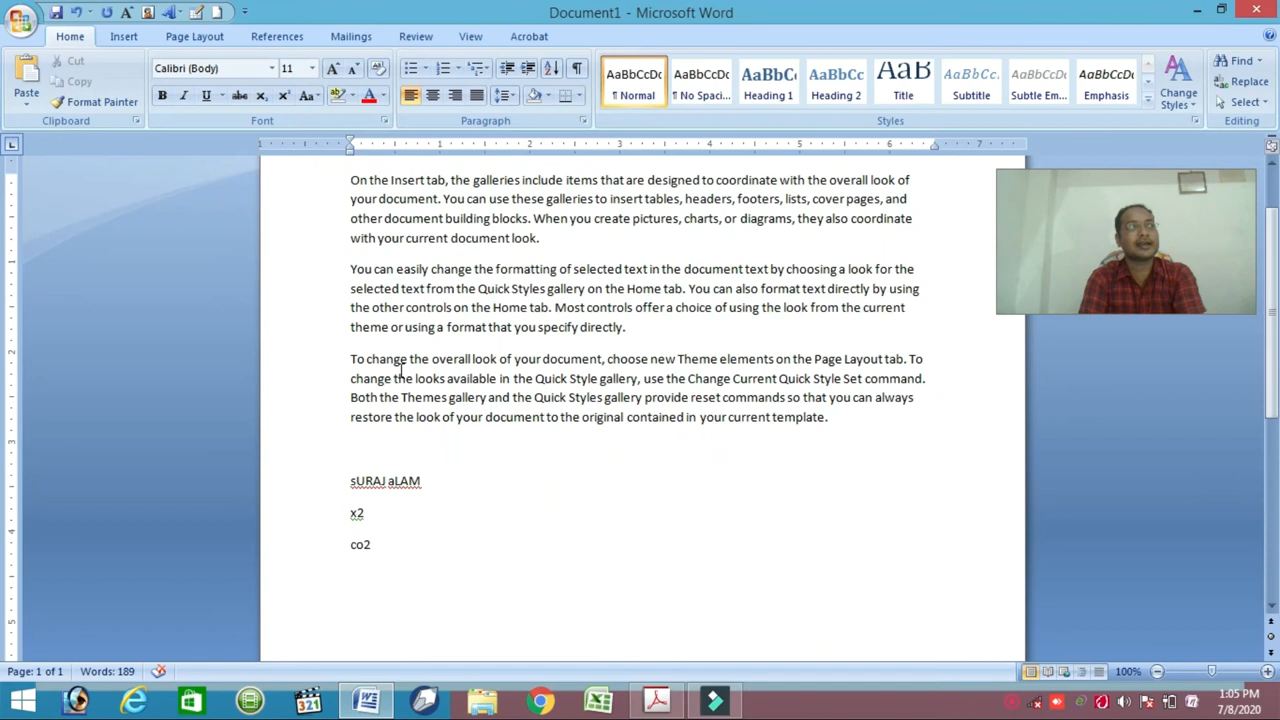 Document1 - Microsoft Word
Home Insert Page Layout References Mailings Review View Acrobat
Paste
Cut
Copy
Format Painter
Clipboard
Calibri (Body) 11
Font
Paragraph
AaBbCcDc AaBbCcDc AaBbC AaBbCc AaB AaBbCc. AaBbCcDc AaBbCcDc
¶ Normal ¶ No Spaci... Heading 1 Heading 2 Title Subtitle Subtle Em... Emphasis
Change
Styles
Styles
Find
Replace
Select
Editing
1 1 2 3 4 5 6 7
On the Insert tab, the galleries include items that are designed to coordinate with the overall look of
your document. You can use these galleries to insert tables, headers, footers, lists, cover pages, and
other document building blocks. When you create pictures, charts, or diagrams, they also coordinate
with your current document look.
You can easily change the formatting of selected text in the document text by choosing a look for the
selected text from the Quick Styles gallery on the Home tab. You can also format text directly by using
the other controls on the Home tab. Most controls offer a choice of using the look from the current
theme or using a format that you specify directly.
To change the overall look of your document, choose new Theme elements on the Page Layout tab. To
change the looks available in the Quick Style gallery, use the Change Current Quick Style Set command.
Both the Themes gallery and the Quick Styles gallery provide reset commands so that you can always
restore the look of your document to the original contained in your current template.
sURAJ aLAM
x2
co2
Page: 1 of 1 Words: 189 100%
321
1:05 PM
7/8/2020